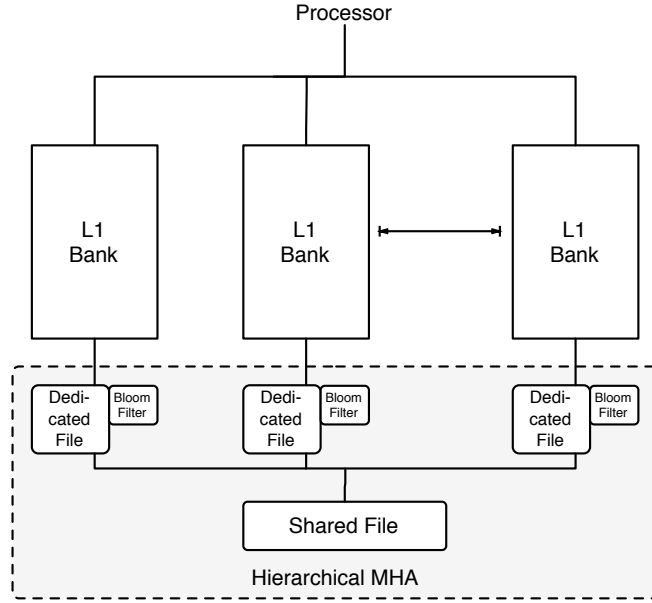 Processor
L1
Bank
L1
Bank
L1
Bank
Dedi-
cated
File
Bloom
Filter
Dedi-
cated
File
Bloom
Filter
Dedi-
cated
File
Bloom
Filter
Shared File
Hierarchical MHA